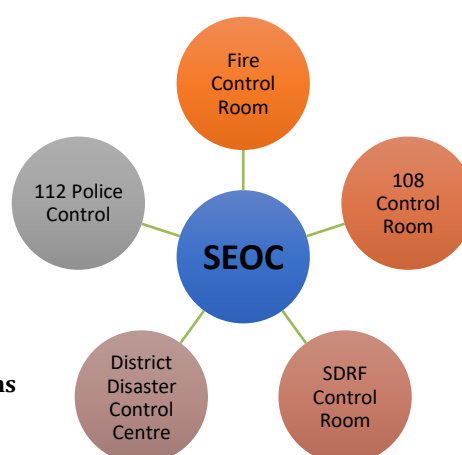 Fire
Control
Room
112 Police
Control
108
Control
Room
SEOC
District
Disaster
Control
Centre
SDRF
Control
Room